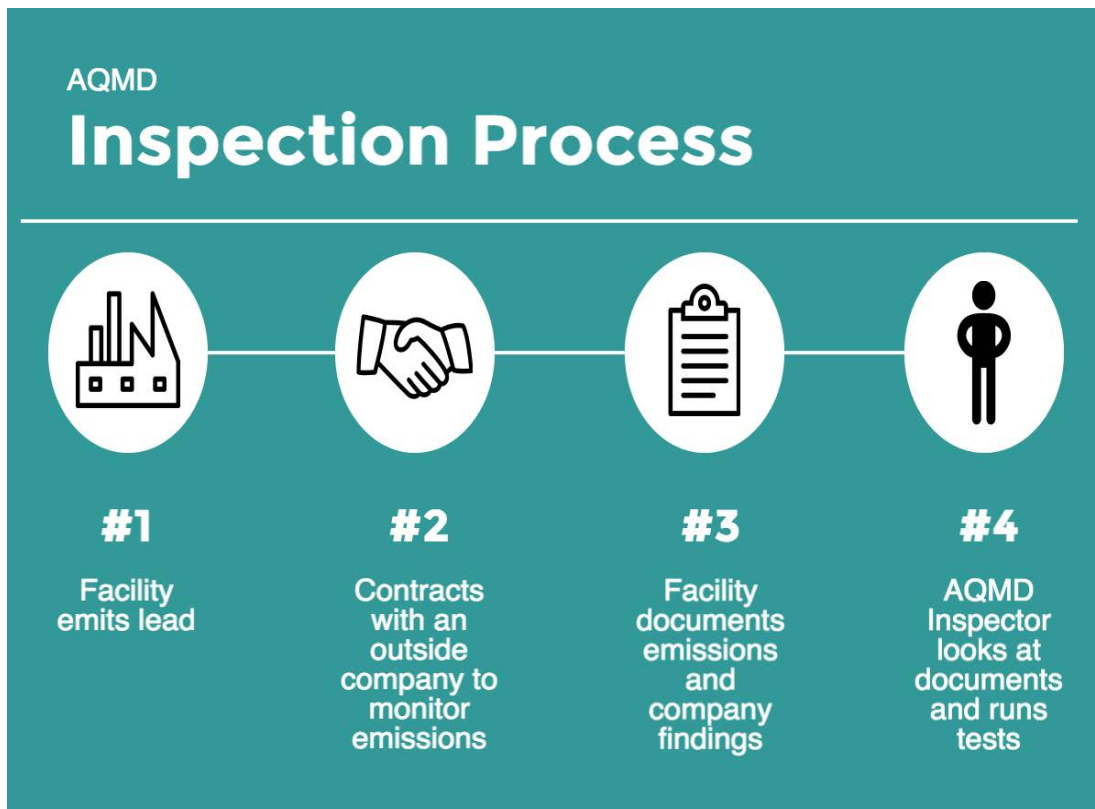 AQMD
Inspection Process
#1
Facility
emits lead
#2
Contracts
with an
outside
company to
monitor
emissions
#3
Facility
documents
emissions
and
company
findings
#4
AQMD
Inspector
looks at
documents
and runs
tests